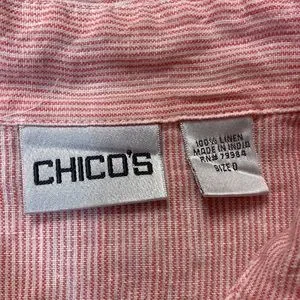 CHICO'S
100% LINEN
MADE IN INDIA
RN# 79984
SIZE 0